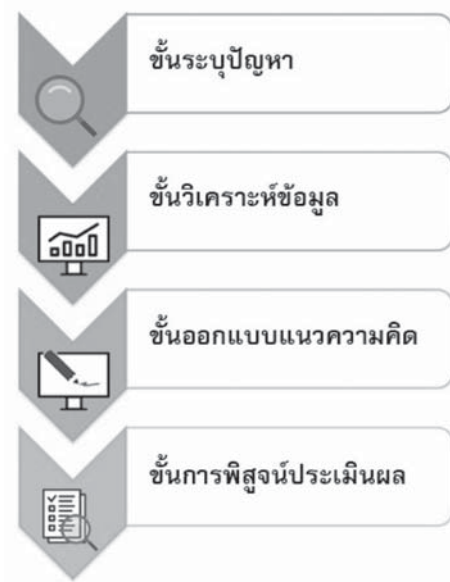 ขั้นระบุปัญหา
ขั้นวิเคราะห์ข้อมูล
ขั้นออกแบบแนวความคิด
ขั้นการพิสูจน์ประเมินผล